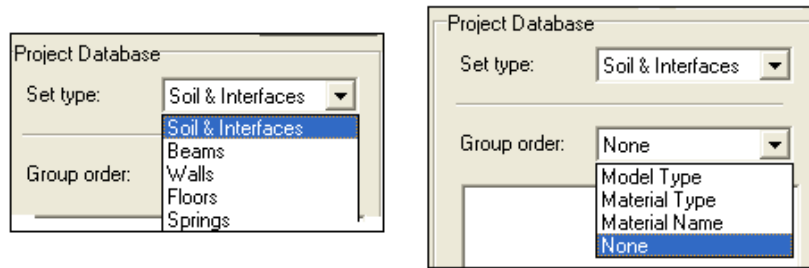 Project Database
Set type: Soil & Interfaces
Soil & Interfaces
Beams
Group order: Walls
Floors
Springs
Project Database
Set type: Soil & Interfaces
Group order: None
Model Type
Material Type
Material Name
None